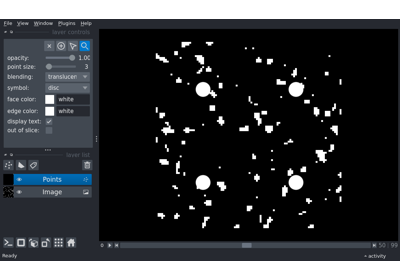 File View Window Plugins Help
layer controls
opacity: 1.00
point size: 3
blending: translucen
symbol: disc
face color: white
edge color: white
display text:
out of slice:
layer list
Points
Image
0 50 99
Ready activity